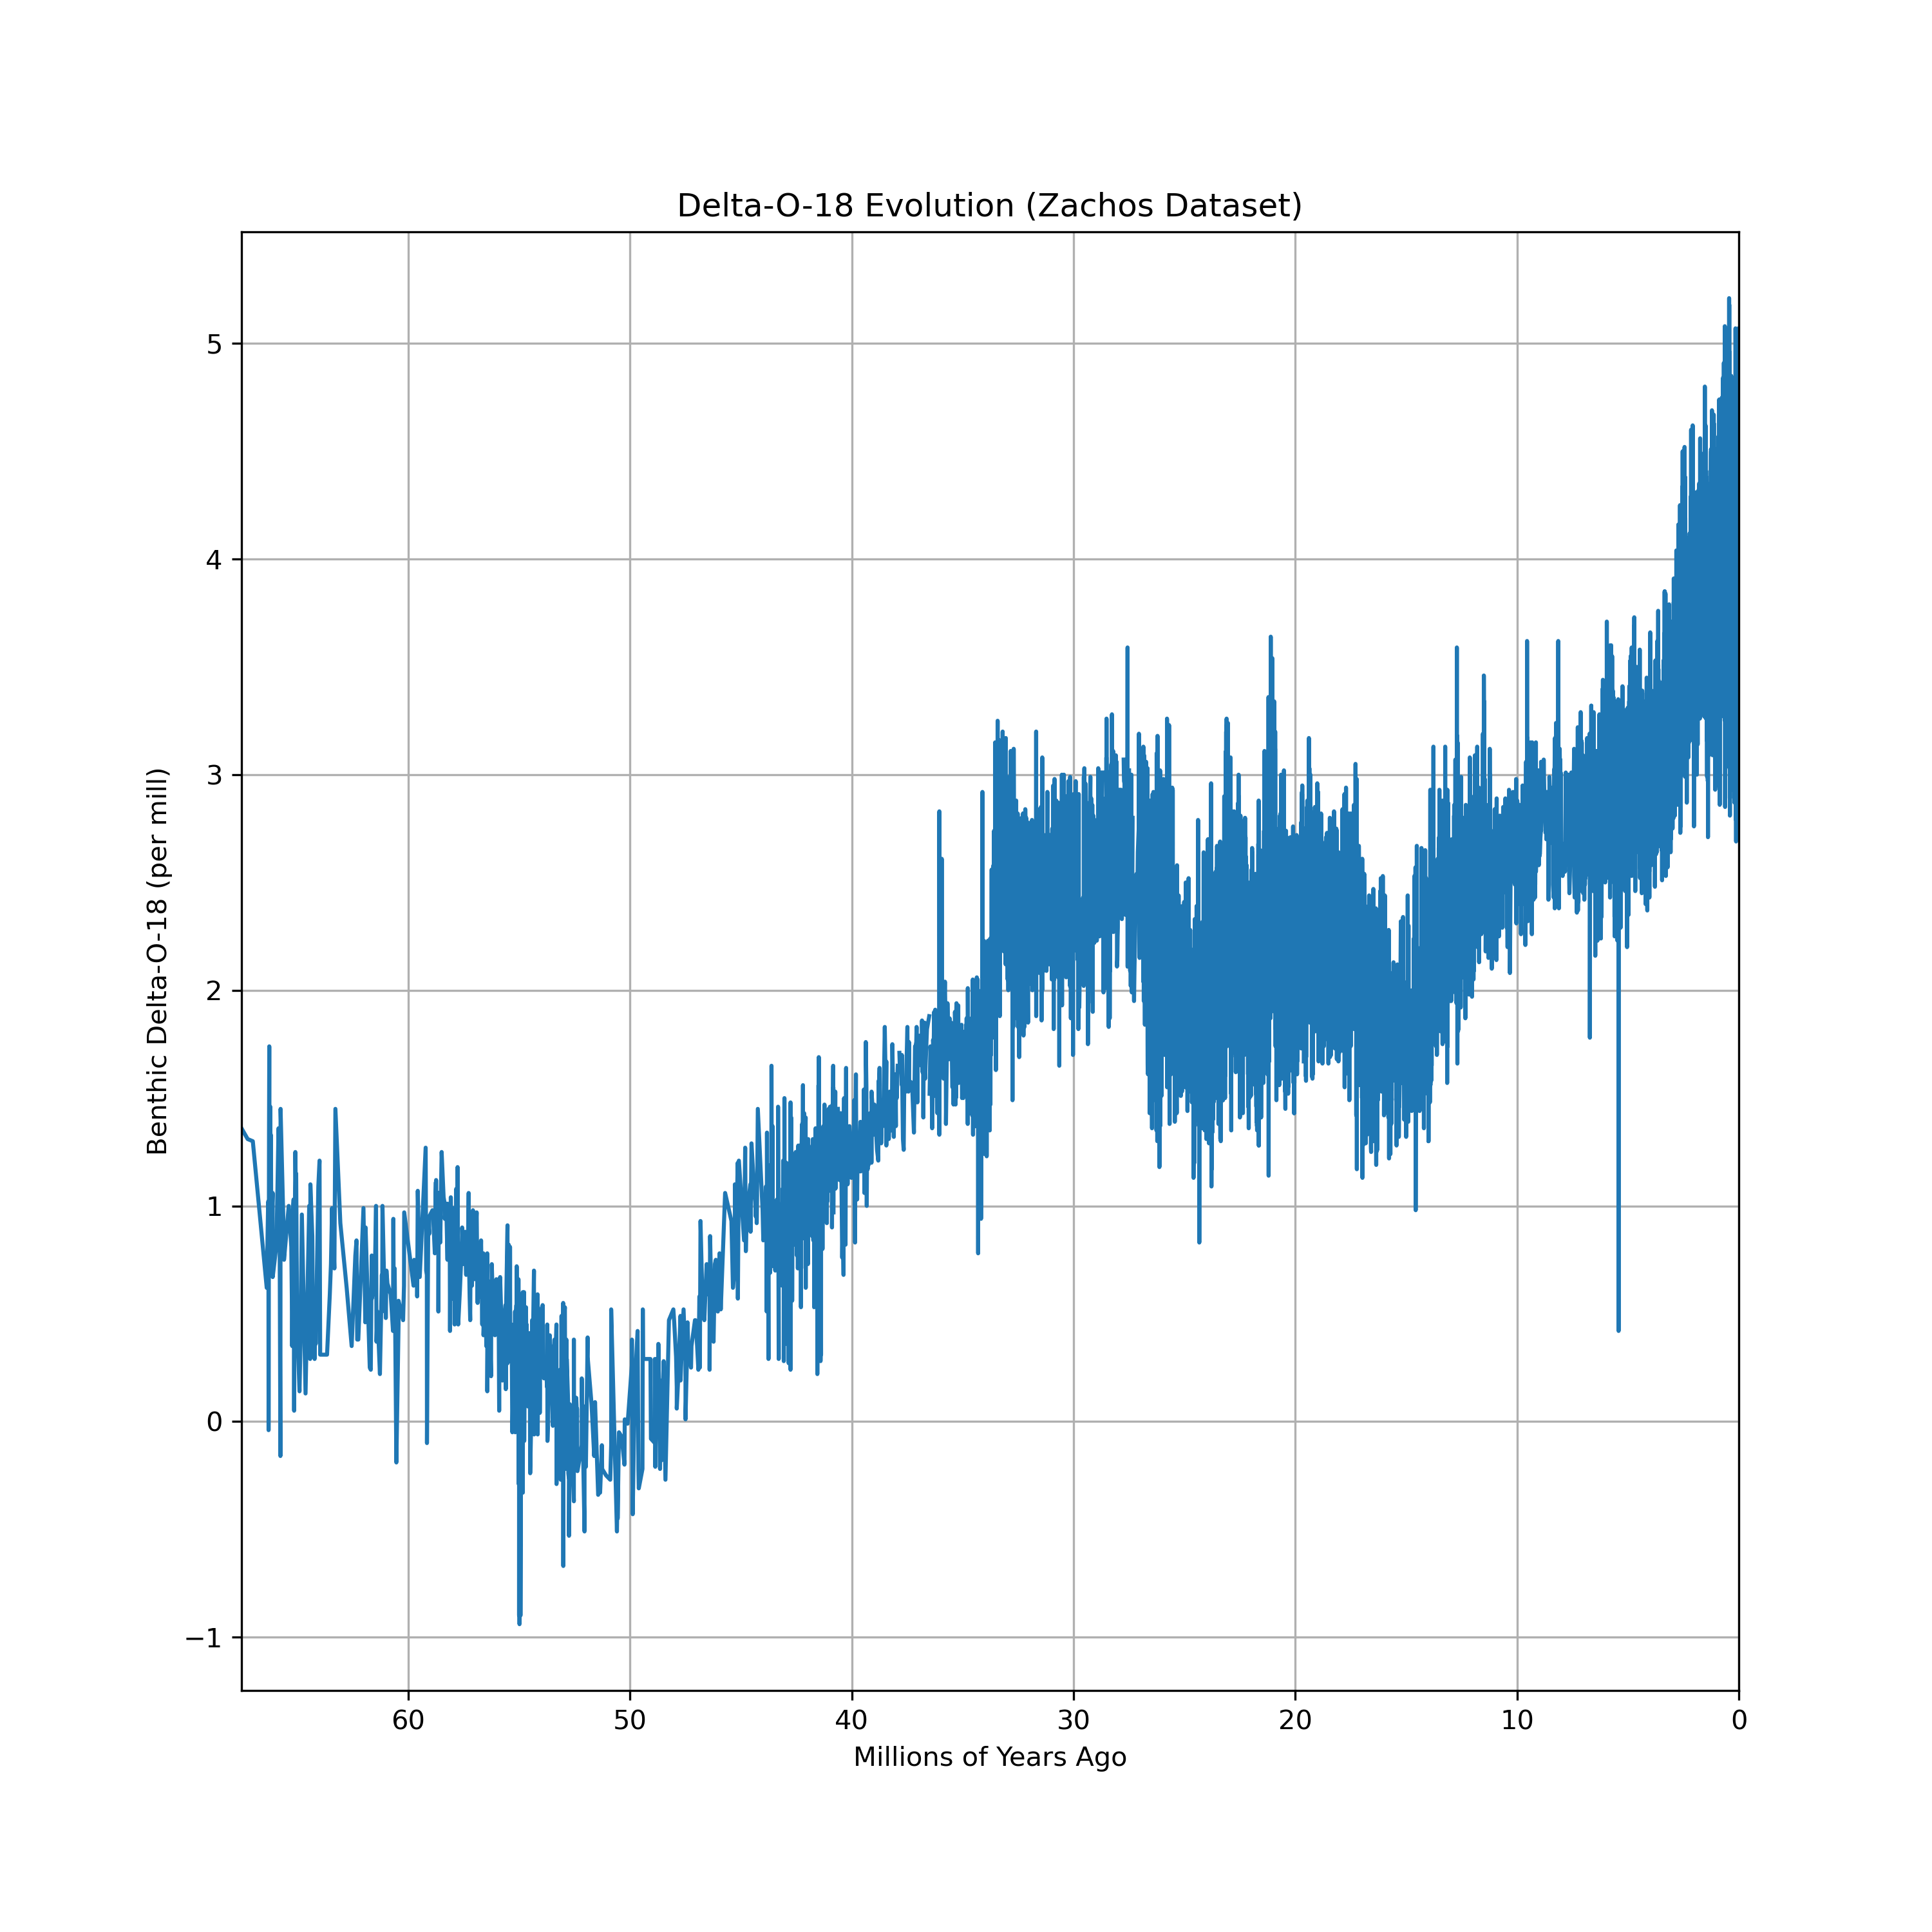 Delta-O-18 Evolution (Zachos Dataset)
Benthic Delta-O-18 (per mill)
5
4
3
2
1
0
−1
60 50 40 30 20 10 0
Millions of Years Ago